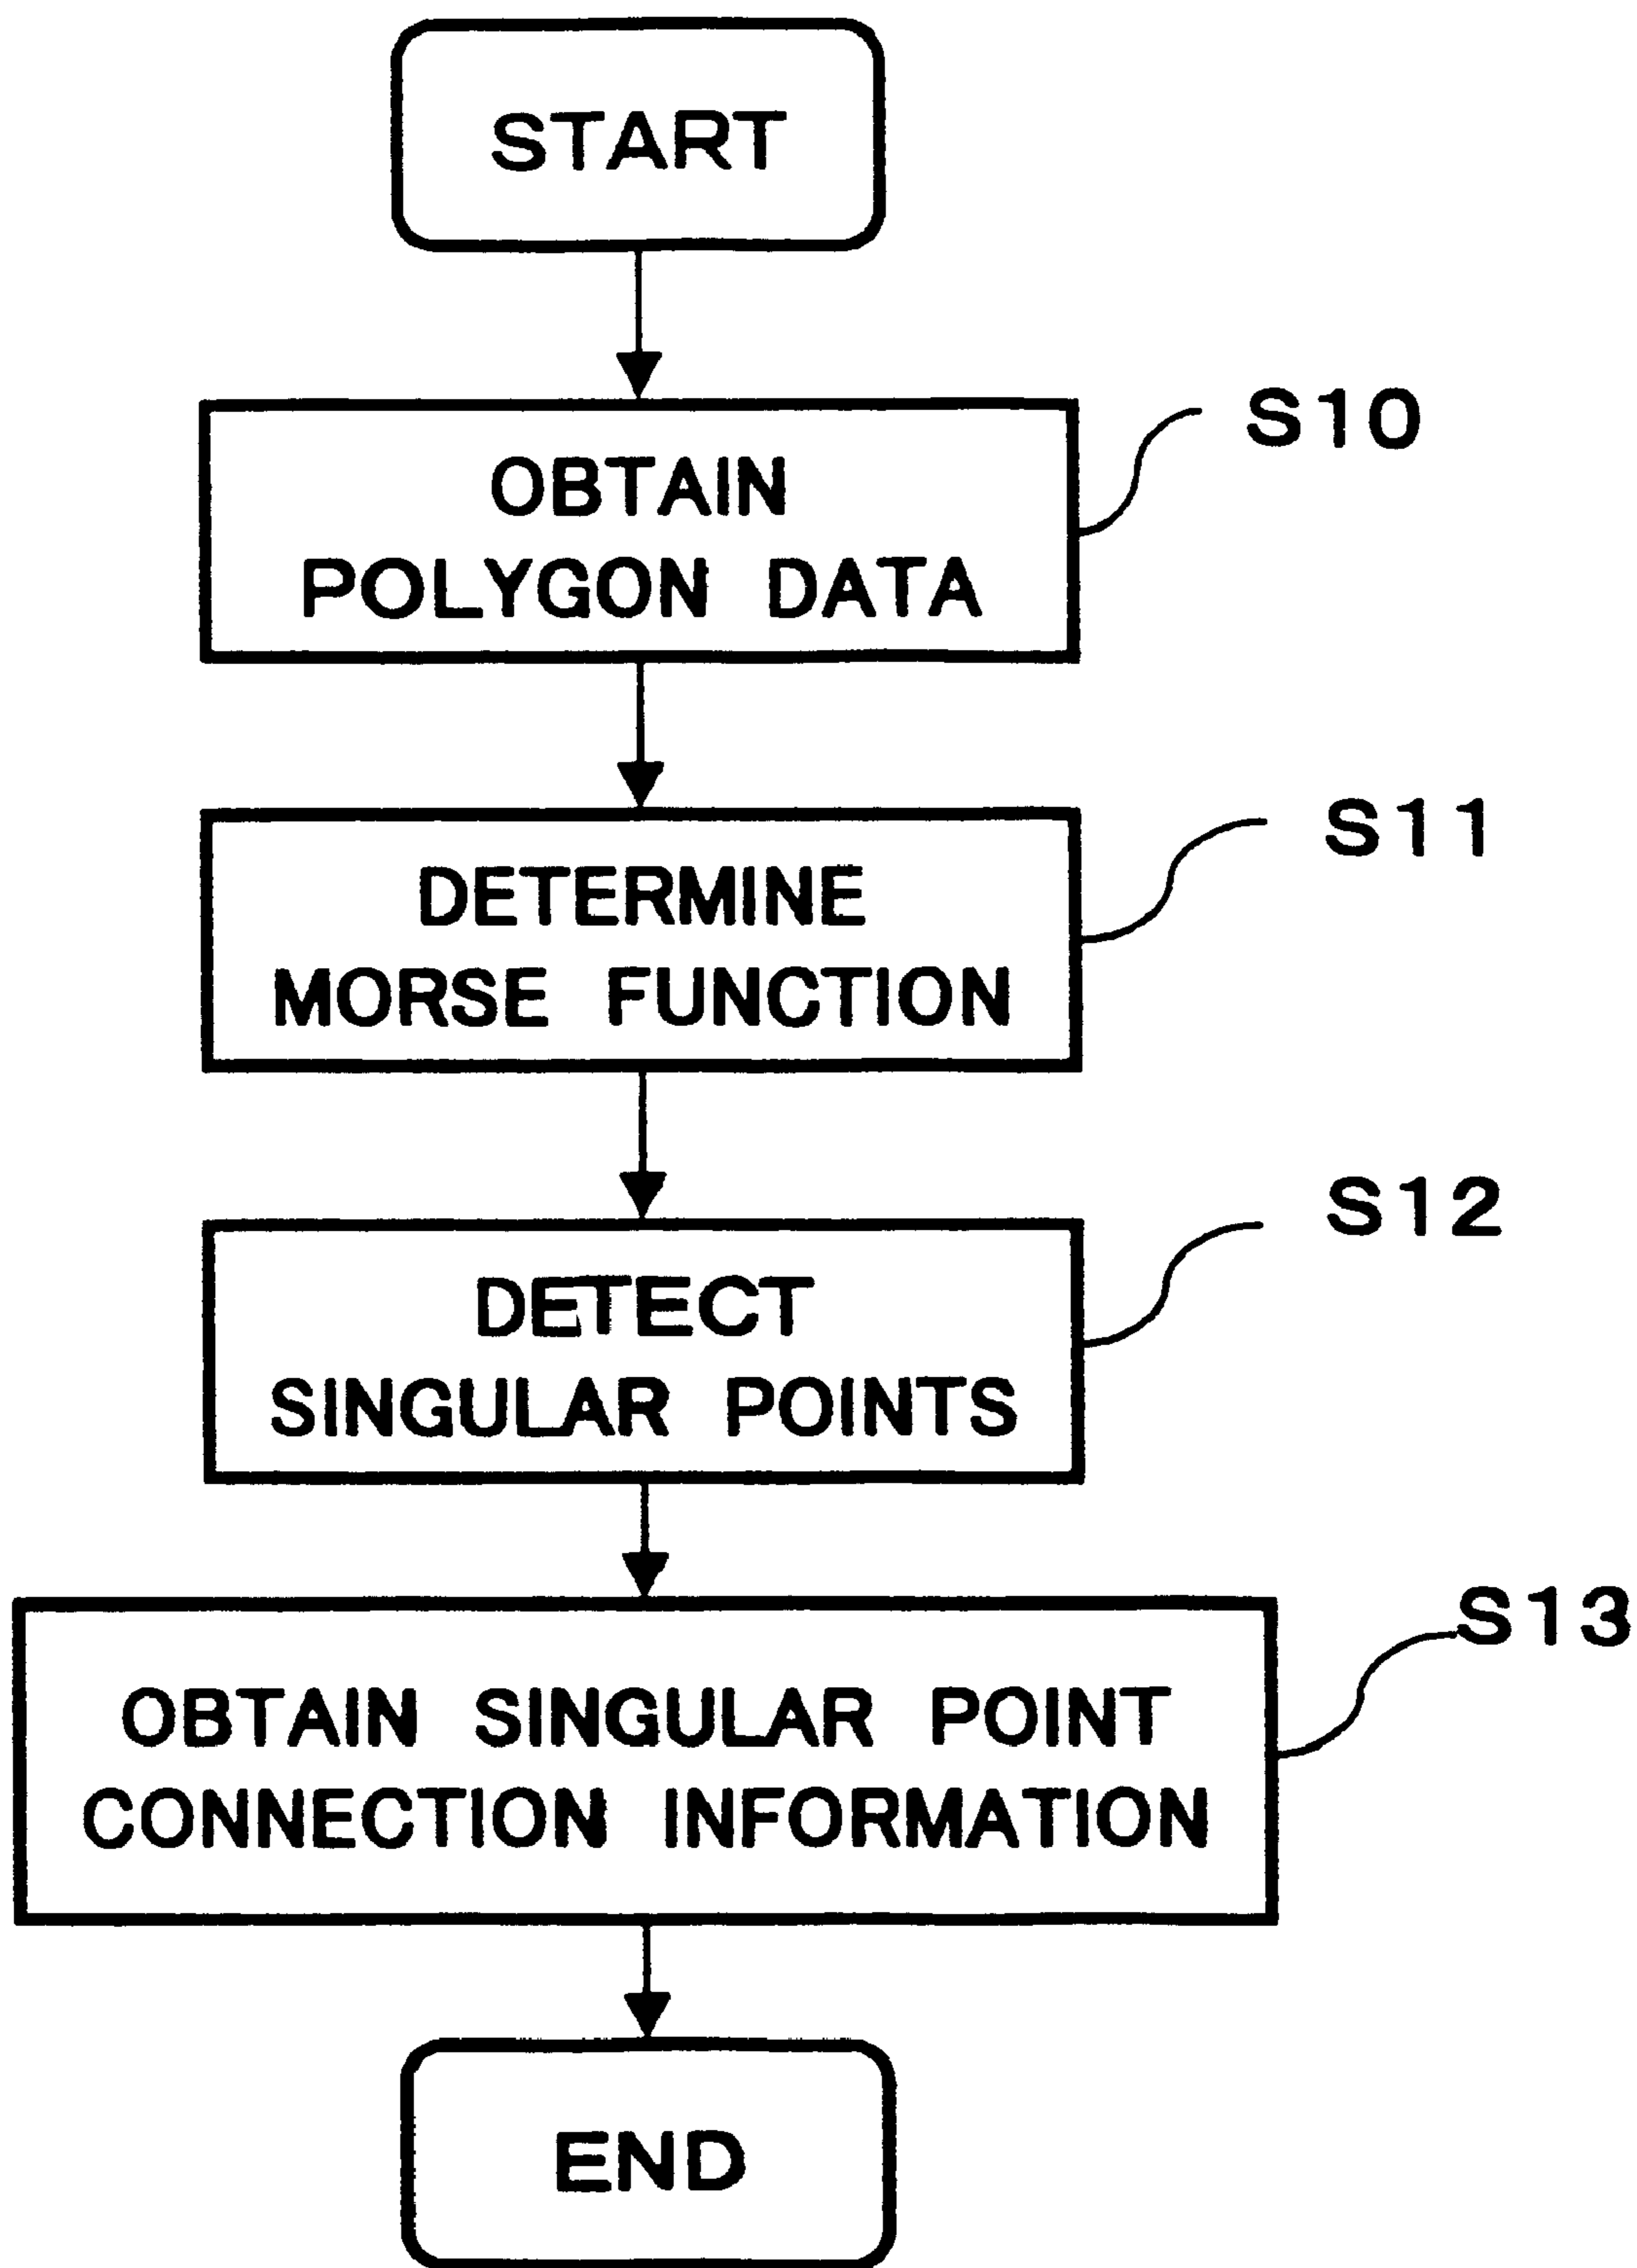 START
S10
OBTAIN
POLYGON DATA
S11
DETERMINE
MORSE FUNCTION
S12
DETECT
SINGULAR POINTS
S13
OBTAIN SINGULAR POINT
CONNECTION INFORMATION
END